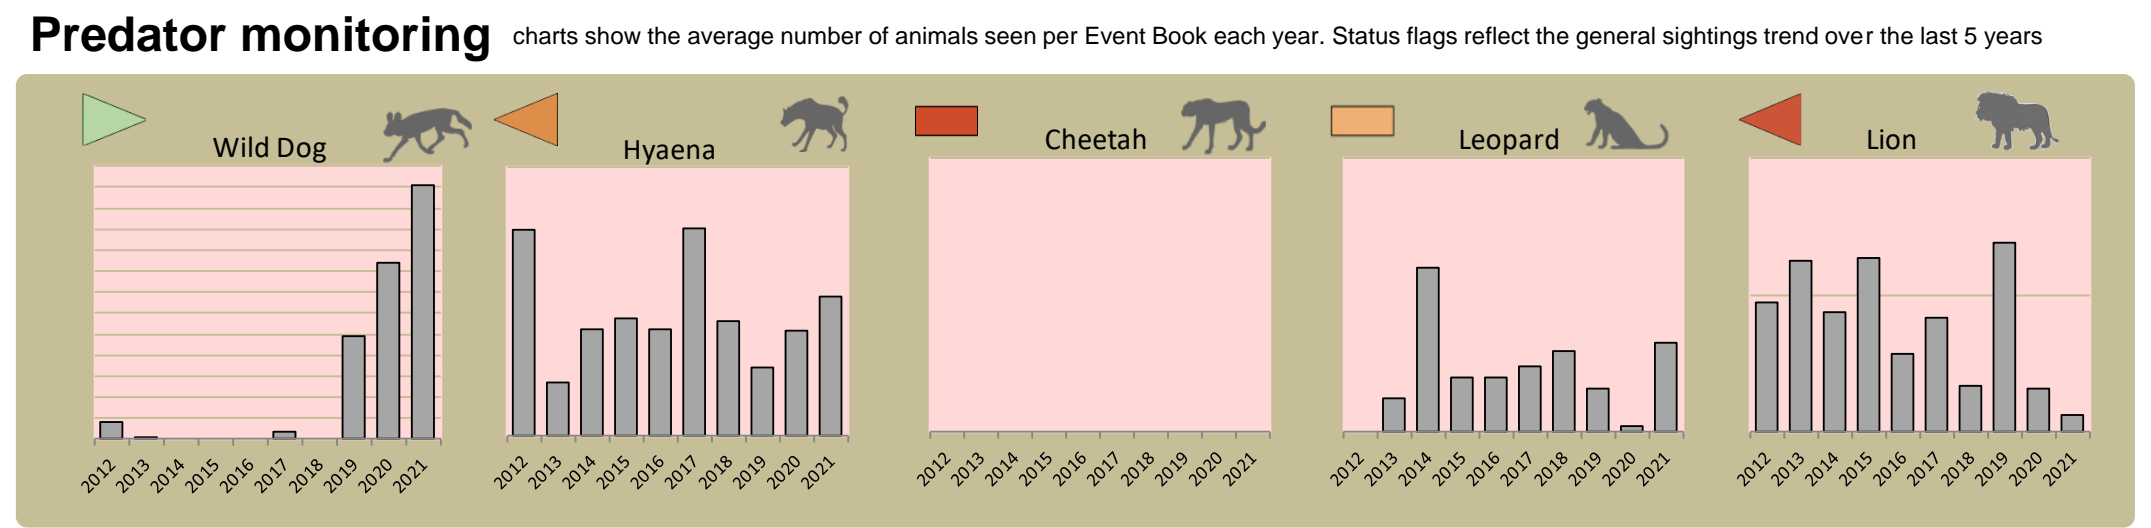 Predator monitoring charts show the average number of animals seen per Event Book each year. Status flags reflect the general sightings trend over the last 5 years
Wild Dog
2012 2013 2014 2015 2016 2017 2018 2019 2020 2021
Hyaena
2012 2013 2014 2015 2016 2017 2018 2019 2020 2021
Cheetah
2012 2013 2014 2015 2016 2017 2018 2019 2020 2021
Leopard
2012 2013 2014 2015 2016 2017 2018 2019 2020 2021
Lion
2012 2013 2014 2015 2016 2017 2018 2019 2020 2021